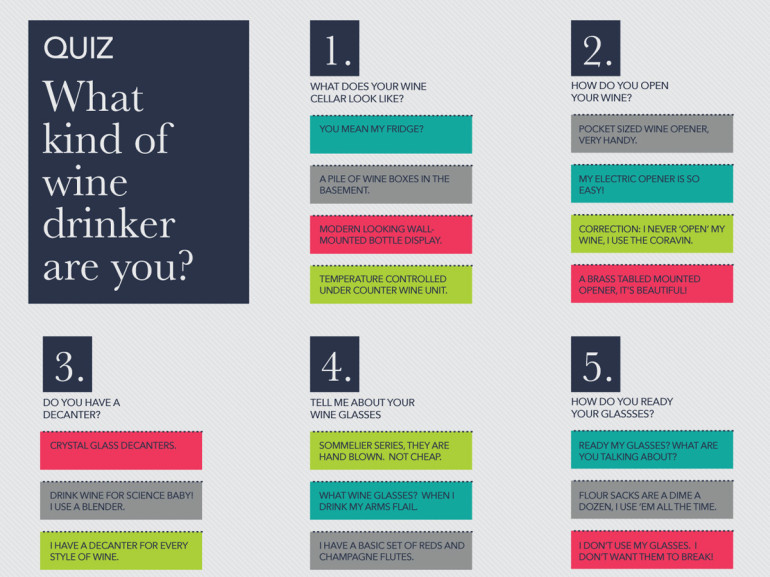 QUIZ
What
kind of
wine
drinker
are you?
1.
WHAT DOES YOUR WINE
CELLAR LOOK LIKE?
YOU MEAN MY FRIDGE?
A PILE OF WINE BOXES IN THE
BASEMENT.
MODERN LOOKING WALL-
MOUNTED BOTTLE DISPLAY.
TEMPERATURE CONTROLLED
UNDER COUNTER WINE UNIT.
2.
HOW DO YOU OPEN
YOUR WINE?
POCKET SIZED WINE OPENER,
VERY HANDY.
MY ELECTRIC OPENER IS SO
EASY!
CORRECTION: I NEVER 'OPEN' MY
WINE, I USE THE CORAVIN.
A BRASS TABLED MOUNTED
OPENER, IT'S BEAUTIFUL!
3.
DO YOU HAVE A
DECANTER?
CRYSTAL GLASS DECANTERS.
DRINK WINE FOR SCIENCE BABY!
I USE A BLENDER.
I HAVE A DECANTER FOR EVERY
STYLE OF WINE.
4.
TELL ME ABOUT YOUR
WINE GLASSES
SOMMELIER SERIES, THEY ARE
HAND BLOWN. NOT CHEAP.
WHAT WINE GLASSES? WHEN I
DRINK MY ARMS FLAIL.
I HAVE A BASIC SET OF REDS AND
CHAMPAGNE FLUTES.
5.
HOW DO YOU READY
YOUR GLASSSES?
READY MY GLASSES? WHAT ARE
YOU TALKING ABOUT?
FLOUR SACKS ARE A DIME A
DOZEN, I USE 'EM ALL THE TIME.
I DON'T USE MY GLASSES. I
DON'T WANT THEM TO BREAK!